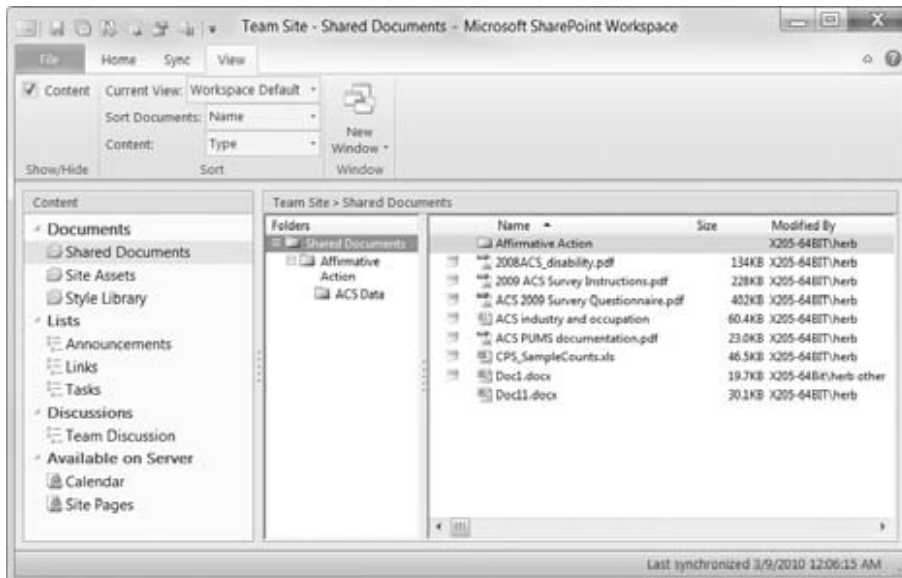 Team Site - Shared Documents - Microsoft SharePoint Workspace
File Home Sync View
Content Current View: Workspace Default
Sort Documents: Name
Content: Type
New
Window
Show/Hide Sort Window
Content
Documents
Shared Documents
Site Assets
Style Library
Lists
Announcements
Links
Tasks
Discussions
Team Discussion
Available on Server
Calendar
Site Pages
Team Site > Shared Documents
Folders
Shared Documents
Affirmative
Action
ACS Data
Name Size Modified By
Affirmative Action X205-64BIT\herb
2008ACS_disability.pdf 134KB X205-64BIT\herb
2009 ACS Survey Instructions.pdf 228KB X205-64BIT\herb
ACS 2009 Survery Questionnaire.pdf 402KB X205-64BIT\herb
ACS industry and occupation 60.4KB X205-64BIT\herb
ACS PUMS documentation.pdf 23.0KB X205-64BIT\herb
CPS_SampleCounts.xls 46.5KB X205-64BIT\herb
Doc1.docx 19.7KB X205-64Bit\herb other
Doc11.docx 30.1KB X205-64BIT\herb
Last synchronized 3/9/2010 12:06:15 AM